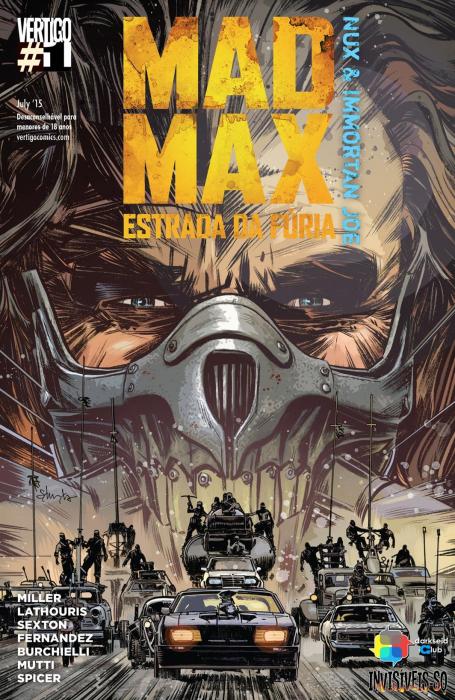 VERTIGO
#1
July '15
Desaconselhável para
menores de 18 anos
vertigocomics.com
MAD
MAX
ESTRADA DA FÚRIA
NUX & IMMORTAN JOE
MILLER
LATHOURIS
SEXTON
FERNANDEZ
BURCHIELLI
MUTTI
SPICER
darkseid
Club
INVISÍVEIS-SO